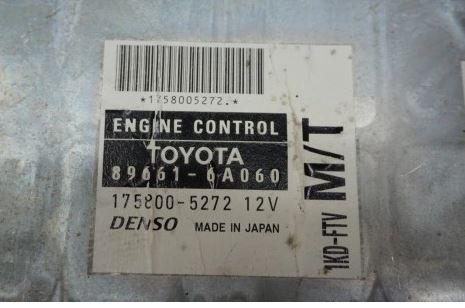 *1758005272.*
ENGINE CONTROL
TOYOTA
89661-6A060
175800-5272 12V
DENSO MADE IN JAPAN
M/T
1KD-FTV